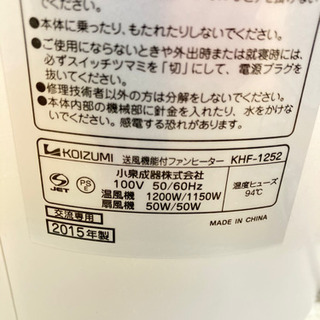 でください。
●本体に乗ったり、もたれたりしないでください。
●ご使用にならないときや外出時または就寝時には、
必ずスイッチツマミを「切」にして、電源プラグ
を抜いてください。
●修理技術者以外の方は分解をしないでください。
●本体内部の機械部に針金を入れたり、水をかけな
いでください。感電する恐れがあります。
KOIZUMI 送風機能付ファンヒーター KHF-1252
小泉成器株式会社
100V 50/60Hz
温風機 1200W/1150W
扇風機 50W/50W
JET
PS
E
温度ヒューズ
94℃
交流専用
2015年製
MADE IN CHINA